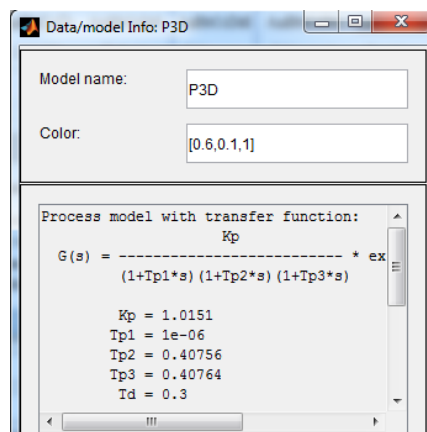 Data/model Info: P3D
Model name:
P3D
Color:
[0.6,0.1,1]
Process model with transfer function:
Kp
G(s) = --------------------------- * ex
(1+Tp1*s)(1+Tp2*s)(1+Tp3*s)
Kp = 1.0151
Tp1 = 1e-06
Tp2 = 0.40756
Tp3 = 0.40764
Td = 0.3